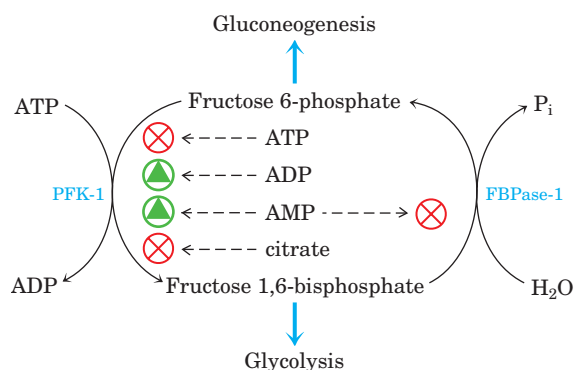 Gluconeogenesis
ATP
Fructose 6-phosphate
Pi
ATP
ADP
PFK-1
FBPase-1
AMP
citrate
ADP
Fructose 1,6-bisphosphate
H2O
Glycolysis